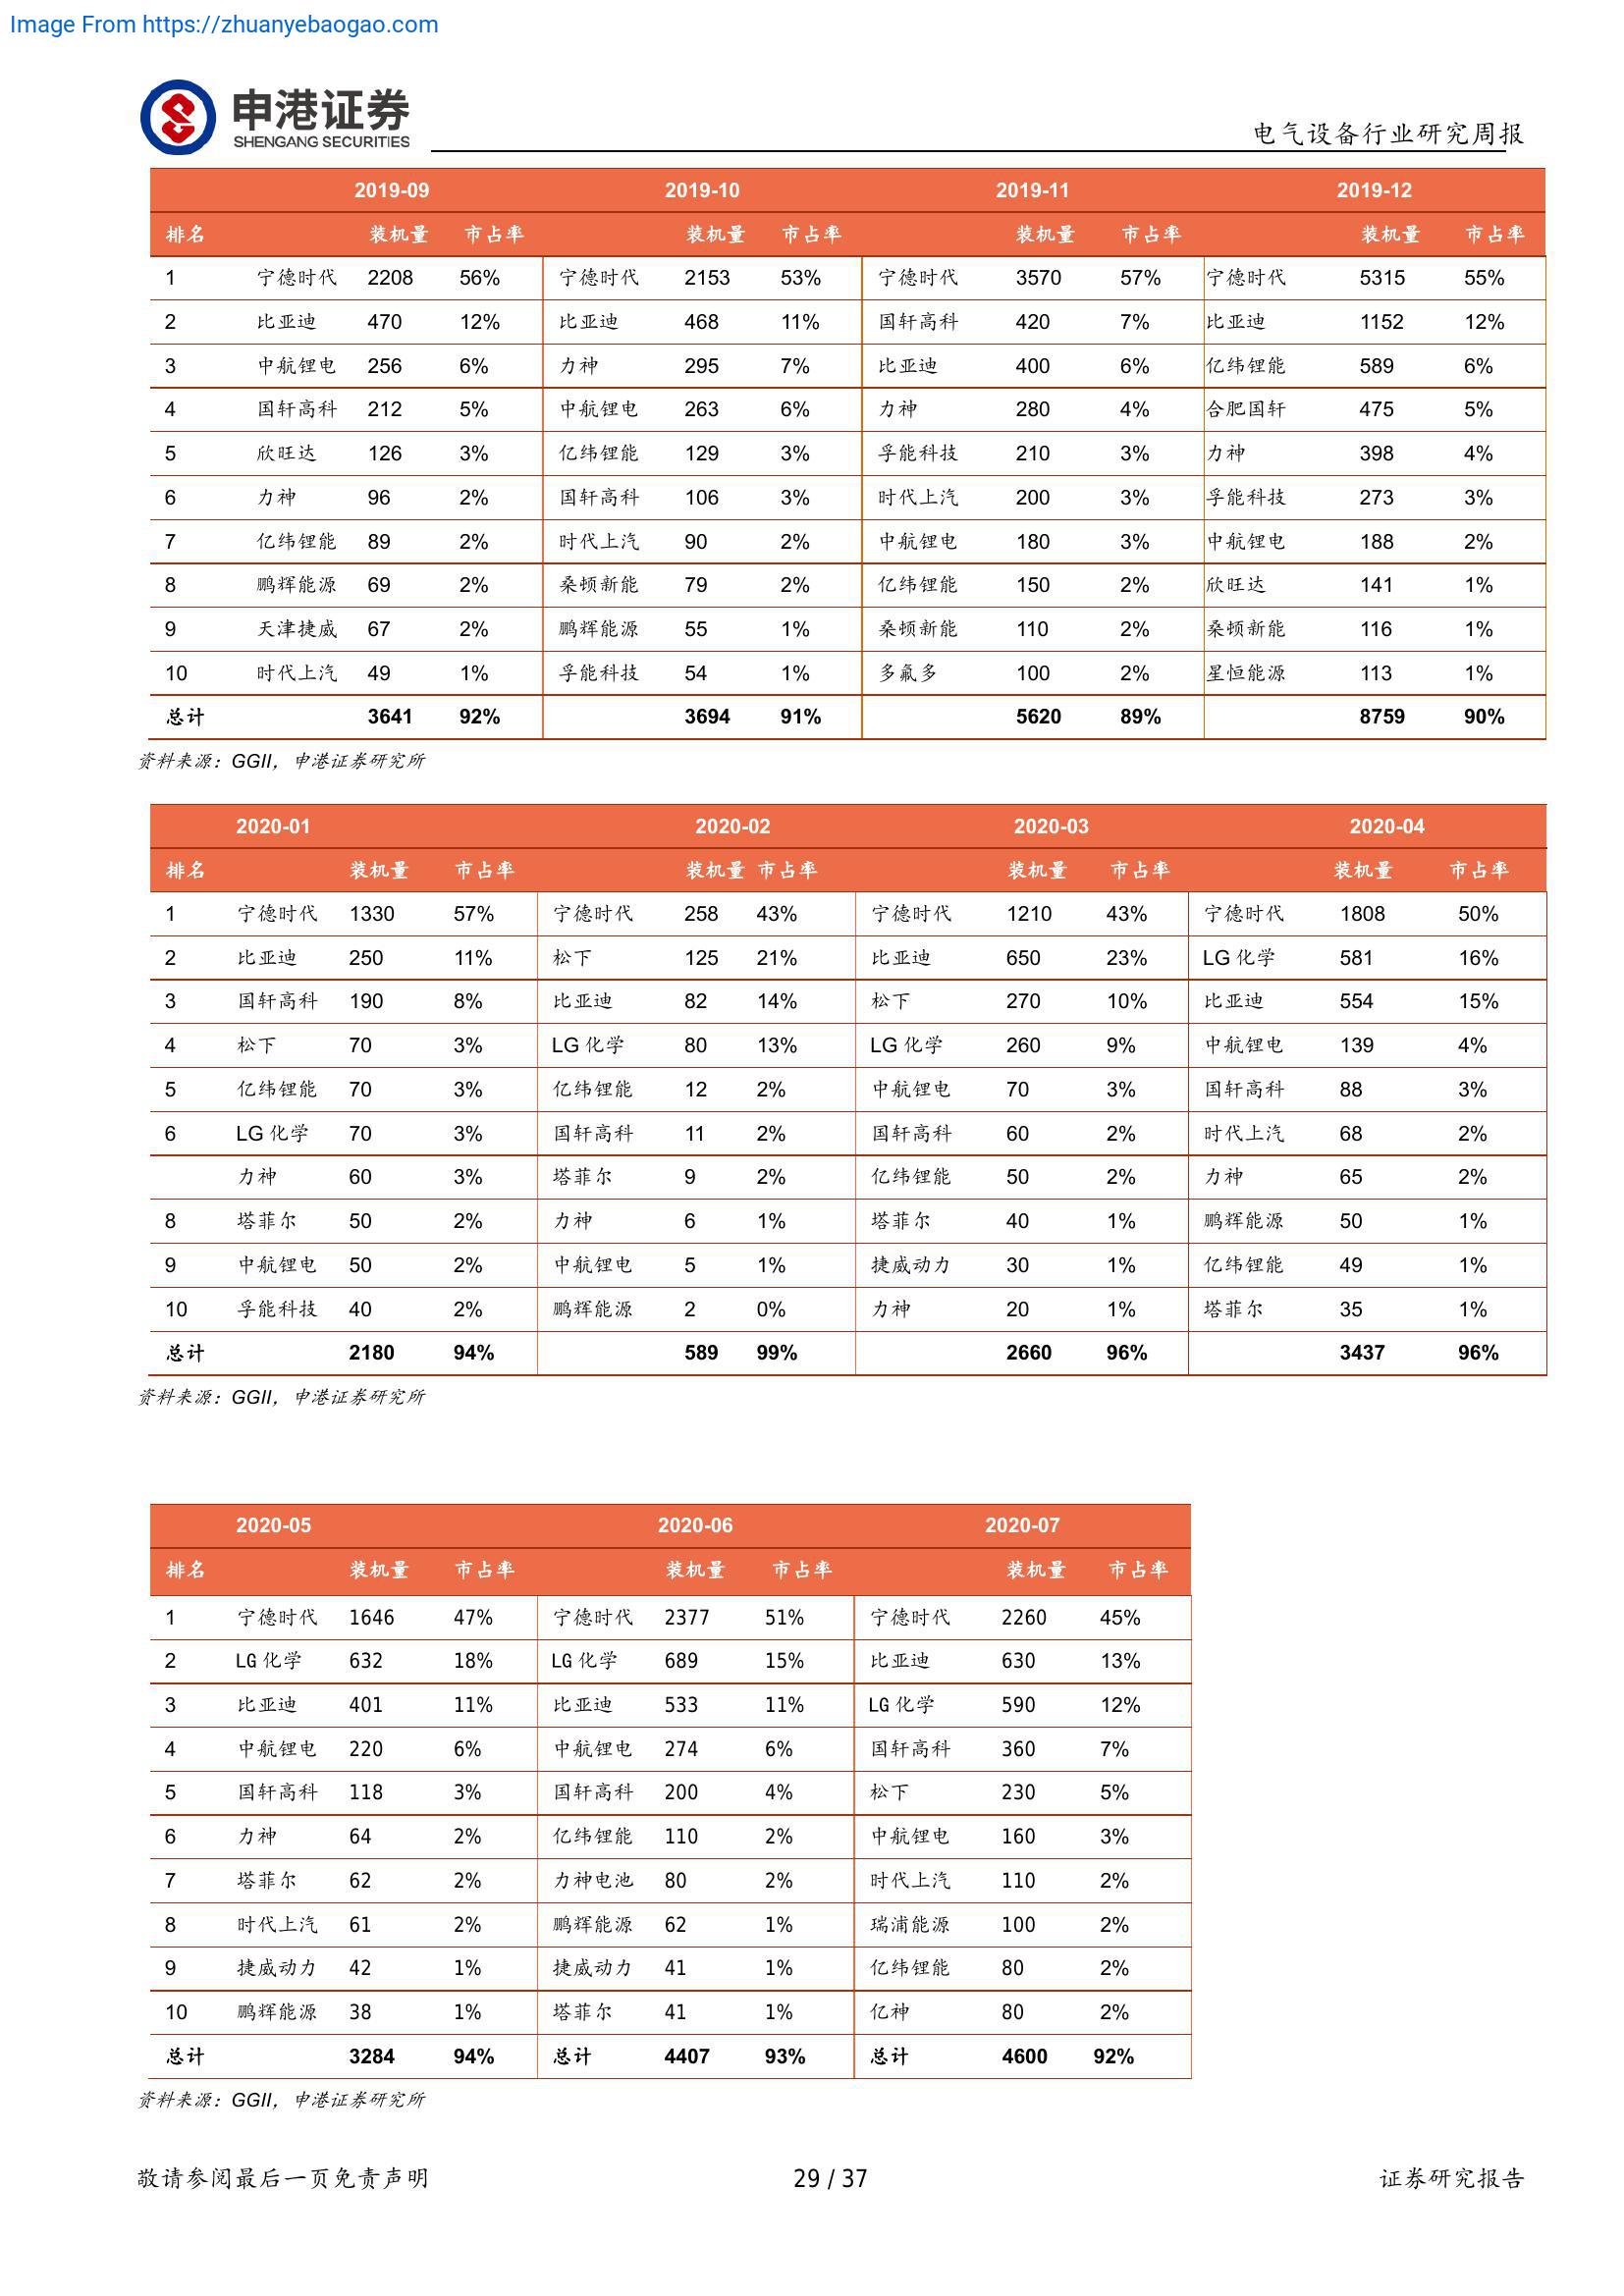 Image From https://zhuanyebaogao.com
申港证券
SHENGANG SECURITIES
电气设备行业研究周报
2019-09 2019-10 2019-11 2019-12
排名 装机量 市占率 装机量 市占率 装机量 市占率 装机量 市占率
1 宁德时代 2208 56% 宁德时代 2153 53% 宁德时代 3570 57% 宁德时代 5315 55%
2 比亚迪 470 12% 比亚迪 468 11% 国轩高科 420 7% 比亚迪 1152 12%
3 中航锂电 256 6% 力神 295 7% 比亚迪 400 6% 亿纬锂能 589 6%
4 国轩高科 212 5% 中航锂电 263 6% 力神 280 4% 合肥国轩 475 5%
5 欣旺达 126 3% 亿纬锂能 129 3% 孚能科技 210 3% 力神 398 4%
6 力神 96 2% 国轩高科 106 3% 时代上汽 200 3% 孚能科技 273 3%
7 亿纬锂能 89 2% 时代上汽 90 2% 中航锂电 180 3% 中航锂电 188 2%
8 鹏辉能源 69 2% 桑顿新能 79 2% 亿纬锂能 150 2% 欣旺达 141 1%
9 天津捷威 67 2% 鹏辉能源 55 1% 桑顿新能 110 2% 桑顿新能 116 1%
10 时代上汽 49 1% 孚能科技 54 1% 多氟多 100 2% 星恒能源 113 1%
总计 3641 92% 3694 91% 5620 89% 8759 90%
资料来源：GGII，申港证券研究所
2020-01 2020-02 2020-03 2020-04
排名 装机量 市占率 装机量 市占率 装机量 市占率 装机量 市占率
1 宁德时代 1330 57% 宁德时代 258 43% 宁德时代 1210 43% 宁德时代 1808 50%
2 比亚迪 250 11% 松下 125 21% 比亚迪 650 23% LG 化学 581 16%
3 国轩高科 190 8% 比亚迪 82 14% 松下 270 10% 比亚迪 554 15%
4 松下 70 3% LG 化学 80 13% LG 化学 260 9% 中航锂电 139 4%
5 亿纬锂能 70 3% 亿纬锂能 12 2% 中航锂电 70 3% 国轩高科 88 3%
6 LG 化学 70 3% 国轩高科 11 2% 国轩高科 60 2% 时代上汽 68 2%
力神 60 3% 塔菲尔 9 2% 亿纬锂能 50 2% 力神 65 2%
8 塔菲尔 50 2% 力神 6 1% 塔菲尔 40 1% 鹏辉能源 50 1%
9 中航锂电 50 2% 中航锂电 5 1% 捷威动力 30 1% 亿纬锂能 49 1%
10 孚能科技 40 2% 鹏辉能源 2 0% 力神 20 1% 塔菲尔 35 1%
总计 2180 94% 589 99% 2660 96% 3437 96%
资料来源：GGII，申港证券研究所
2020-05 2020-06 2020-07
排名 装机量 市占率 装机量 市占率 装机量 市占率
1 宁德时代 1646 47% 宁德时代 2377 51% 宁德时代 2260 45%
2 LG 化学 632 18% LG 化学 689 15% 比亚迪 630 13%
3 比亚迪 401 11% 比亚迪 533 11% LG 化学 590 12%
4 中航锂电 220 6% 中航锂电 274 6% 国轩高科 360 7%
5 国轩高科 118 3% 国轩高科 200 4% 松下 230 5%
6 力神 64 2% 亿纬锂能 110 2% 中航锂电 160 3%
7 塔菲尔 62 2% 力神电池 80 2% 时代上汽 110 2%
8 时代上汽 61 2% 鹏辉能源 62 1% 瑞浦能源 100 2%
9 捷威动力 42 1% 捷威动力 41 1% 亿纬锂能 80 2%
10 鹏辉能源 38 1% 塔菲尔 41 1% 亿神 80 2%
总计 3284 94% 总计 4407 93% 总计 4600 92%
资料来源：GGII，申港证券研究所
敬请参阅最后一页免责声明 29 / 37 证券研究报告